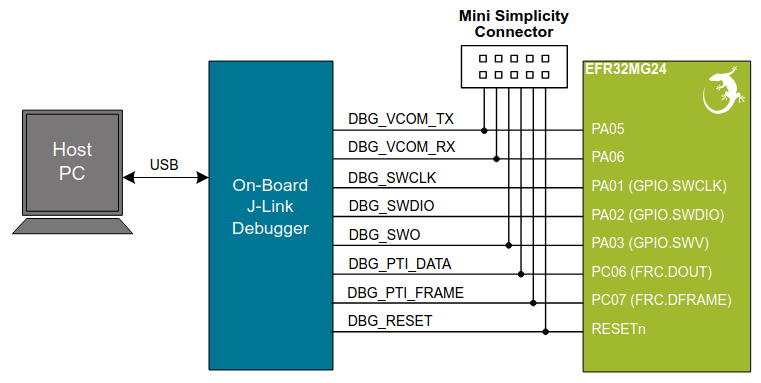 Mini Simplicity
Connector
EFR32MG24
Host
PC
USB
On-Board
J-Link
Debugger
DBG_VCOM_TX
PA05
DBG_VCOM_RX
PA06
DBG_SWCLK
PA01 (GPIO.SWCLK)
DBG_SWDIO
PA02 (GPIO.SWDIO)
DBG_SWO
PA03 (GPIO.SWV)
DBG_PTI_DATA
PC06 (FRC.DOUT)
DBG_PTI_FRAME
PC07 (FRC.DFRAME)
DBG_RESET
RESETn